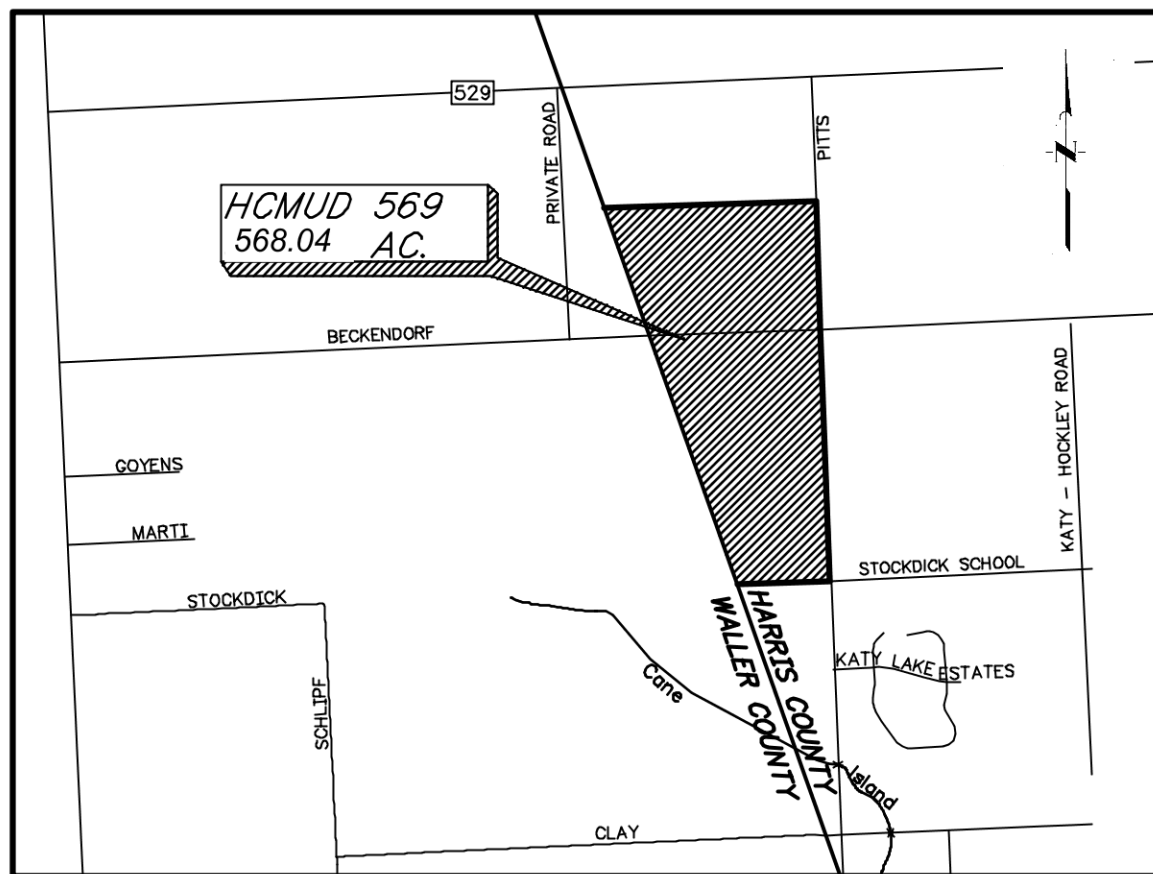 529
PRIVATE ROAD
PITTS
N
HCMUD 569
568.04 AC.
BECKENDORF
KATY - HOCKLEY ROAD
GOYENS
MARTI
STOCKDICK SCHOOL
STOCKDICK
HARRIS COUNTY
WALLER COUNTY
KATY LAKE ESTATES
Cane
SCHLIPF
Island
CLAY